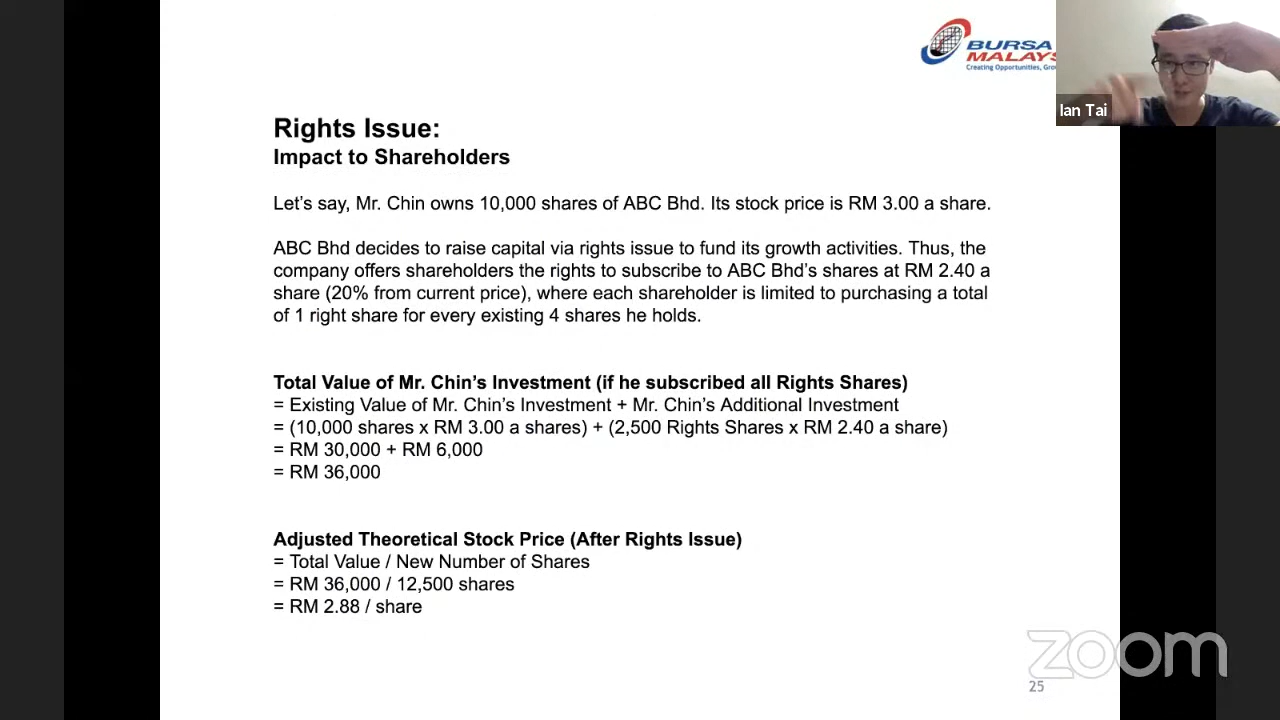 BURSA
MALAYS
Creating Opportunities, Gro
Ian Tai
Rights Issue:
Impact to Shareholders
Let's say, Mr. Chin owns 10,000 shares of ABC Bhd. Its stock price is RM 3.00 a share.
ABC Bhd decides to raise capital via rights issue to fund its growth activities. Thus, the
company offers shareholders the rights to subscribe to ABC Bhd's shares at RM 2.40 a
share (20% from current price), where each shareholder is limited to purchasing a total
of 1 right share for every existing 4 shares he holds.
Total Value of Mr. Chin's Investment (if he subscribed all Rights Shares)
= Existing Value of Mr. Chin's Investment + Mr. Chin's Additional Investment
= (10,000 shares x RM 3.00 a shares) + (2,500 Rights Shares x RM 2.40 a share)
= RM 30,000 + RM 6,000
= RM 36,000
Adjusted Theoretical Stock Price (After Rights Issue)
= Total Value / New Number of Shares
= RM 36,000 / 12,500 shares
= RM 2.88 / share
zoom
25